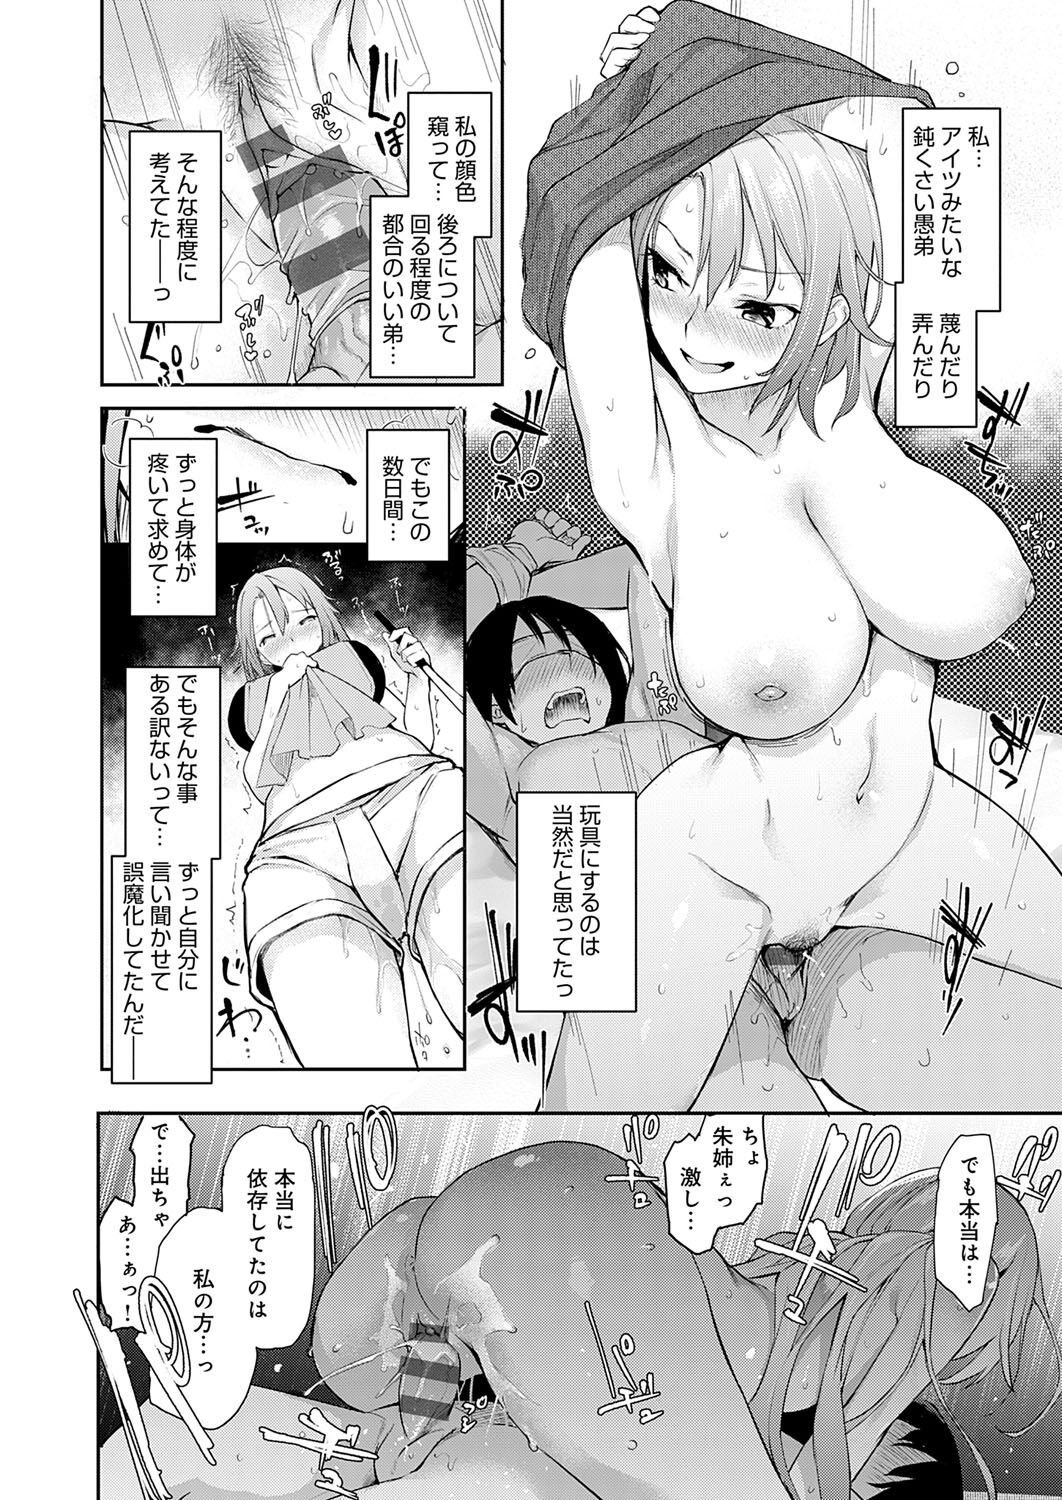 私…
アイツみたいな
鈍くさい愚弟
蔑んだり
弄んだり
玩具にするのは
当然だと思ってたっ
私の顔色
窺って…
後ろについて
回る程度の
都合のいい弟…
そんな程度に
考えてた――っ
でもこの
数日間…
ずっと身体が
疼いて求めて…
でもそんな事
ある訳ないって…
ずっと自分に
言い聞かせて
誤魔化してたんだ――
でも本当は…
ちょ
朱姉ぇっ
激し…
本当に
依存してたのは
私の方…っ
で…出ちゃ
あ…ぁっ！